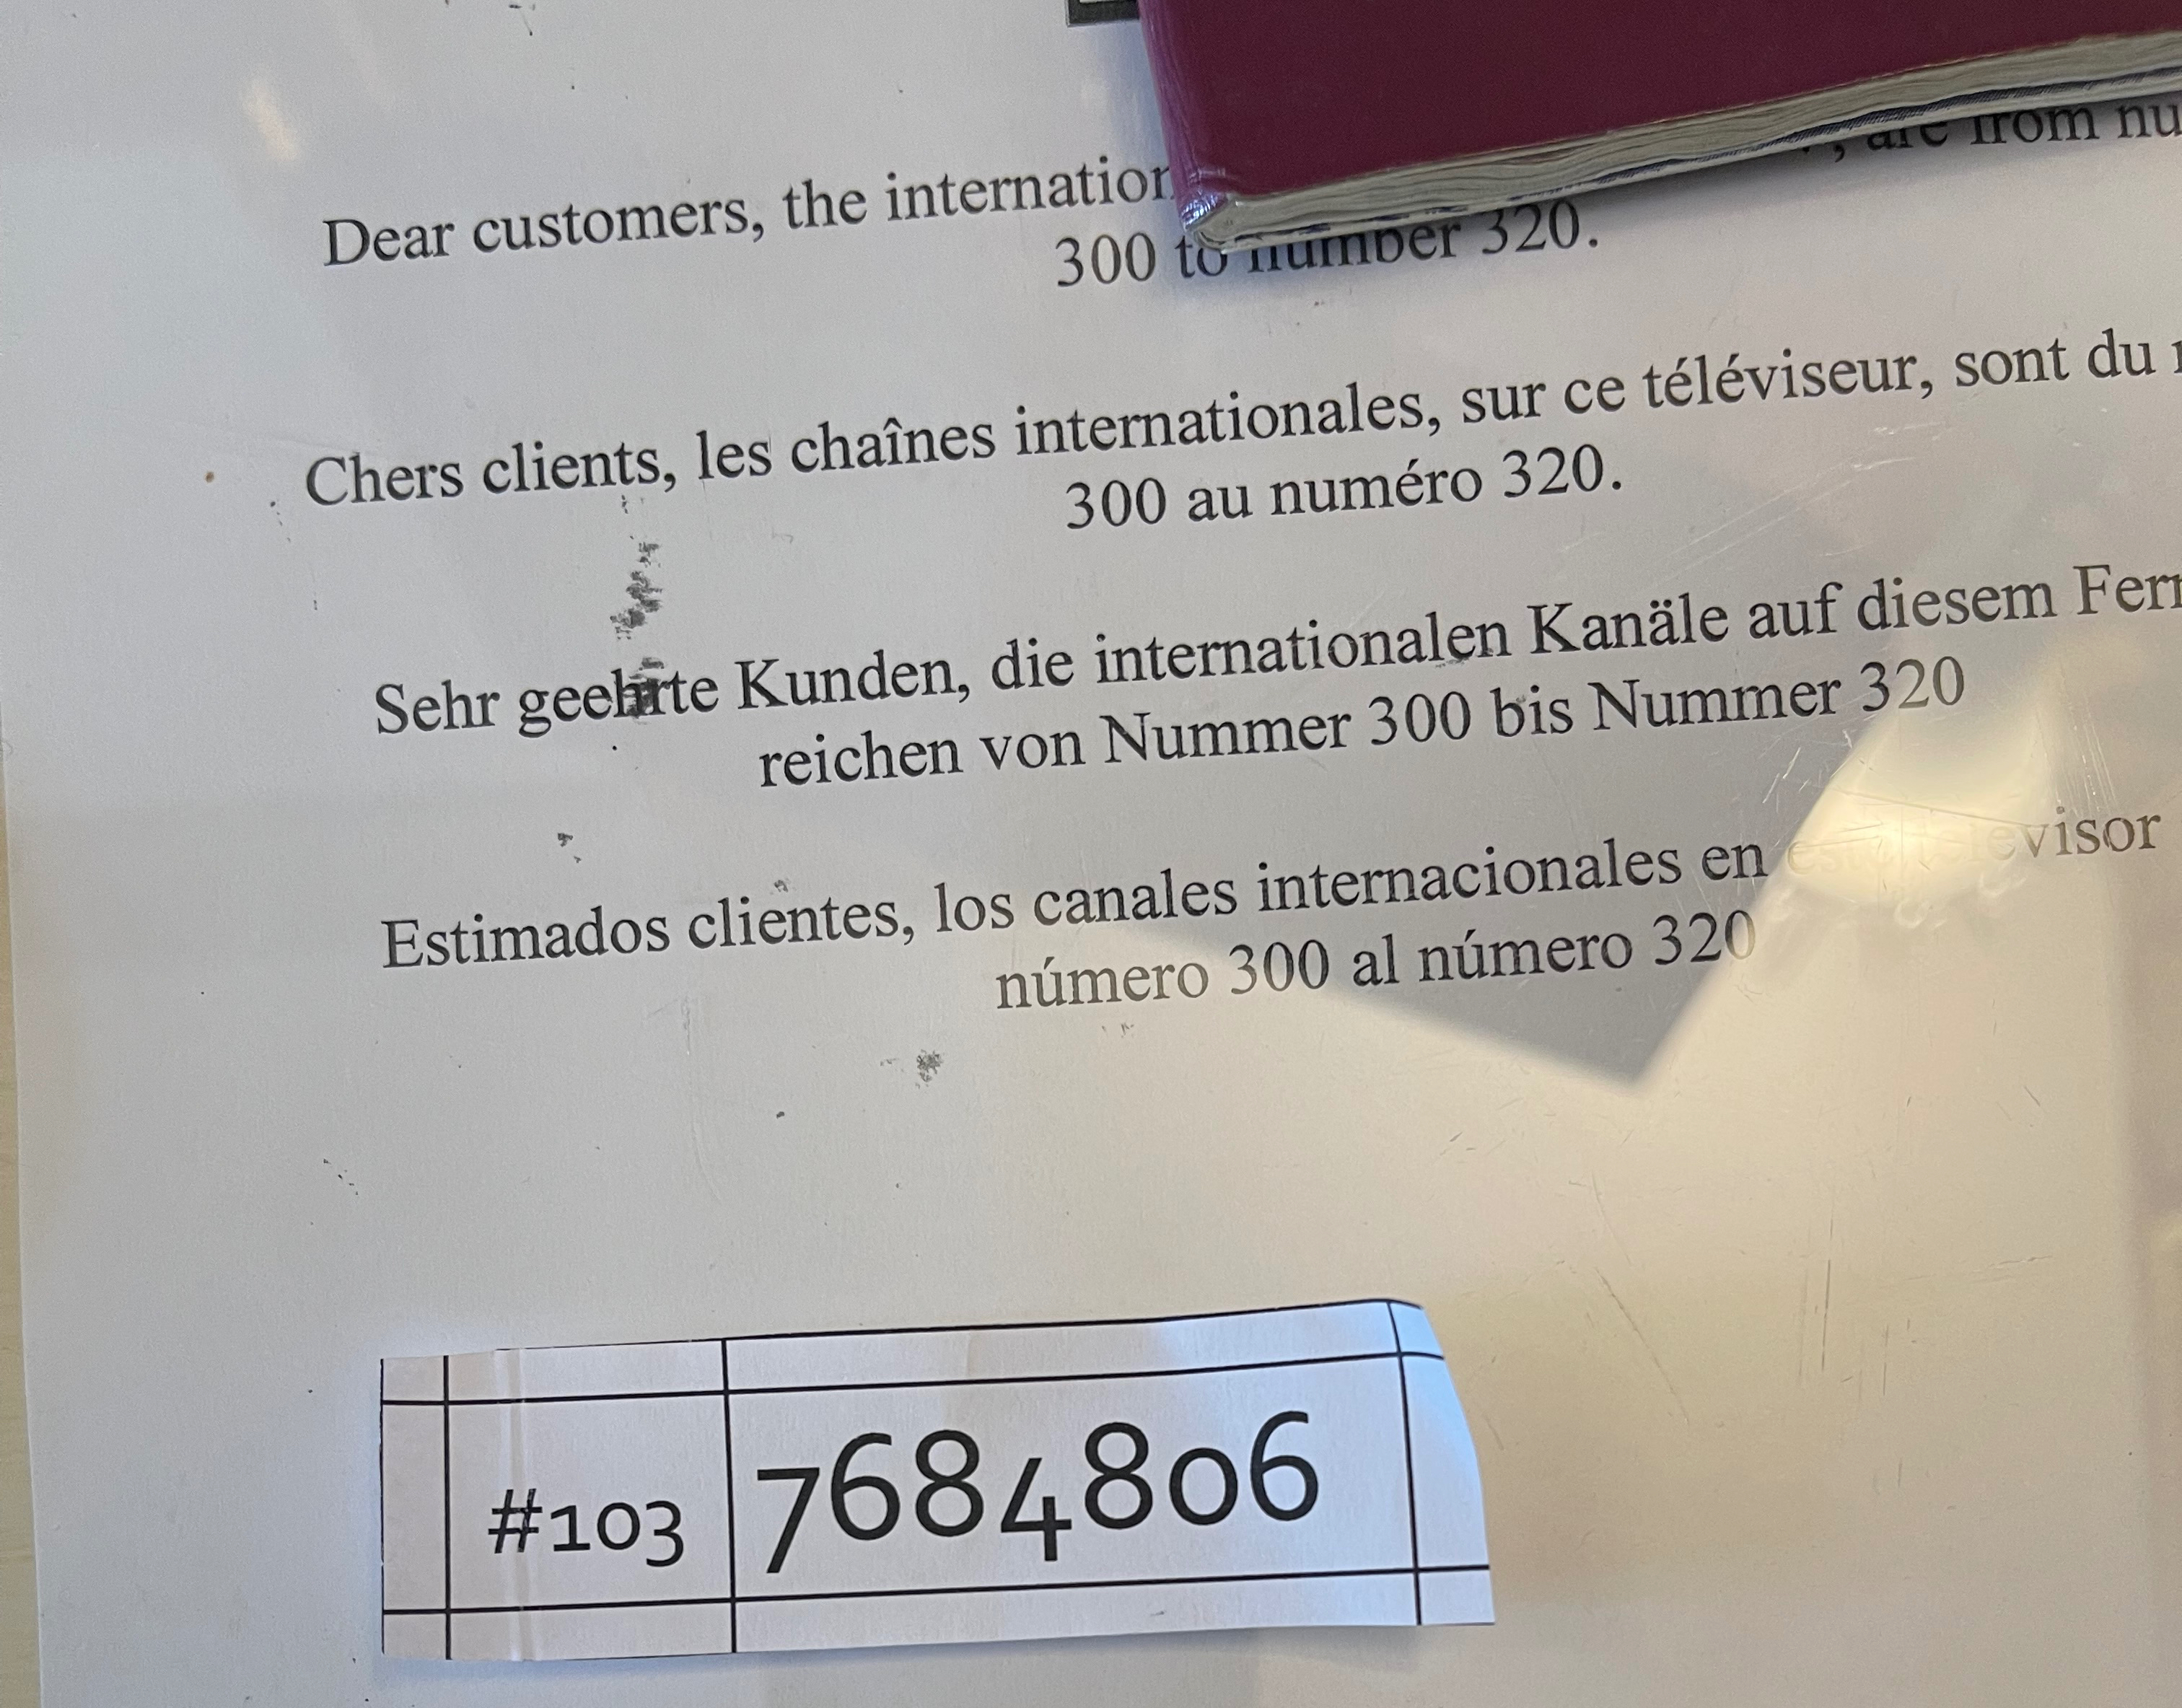 Dear customers, the are from
300 to number 320.
Chers clients, les chaînes internationales, sur ce téléviseur, sont du
300 au numéro 320.
Sehr geehrte Kunden, die internationalen Kanäle auf diesem
reichen von Nummer 300 bis Nummer 320
Estimados clientes, los canales internacionales en
número 300 al número 320
#103 7684806